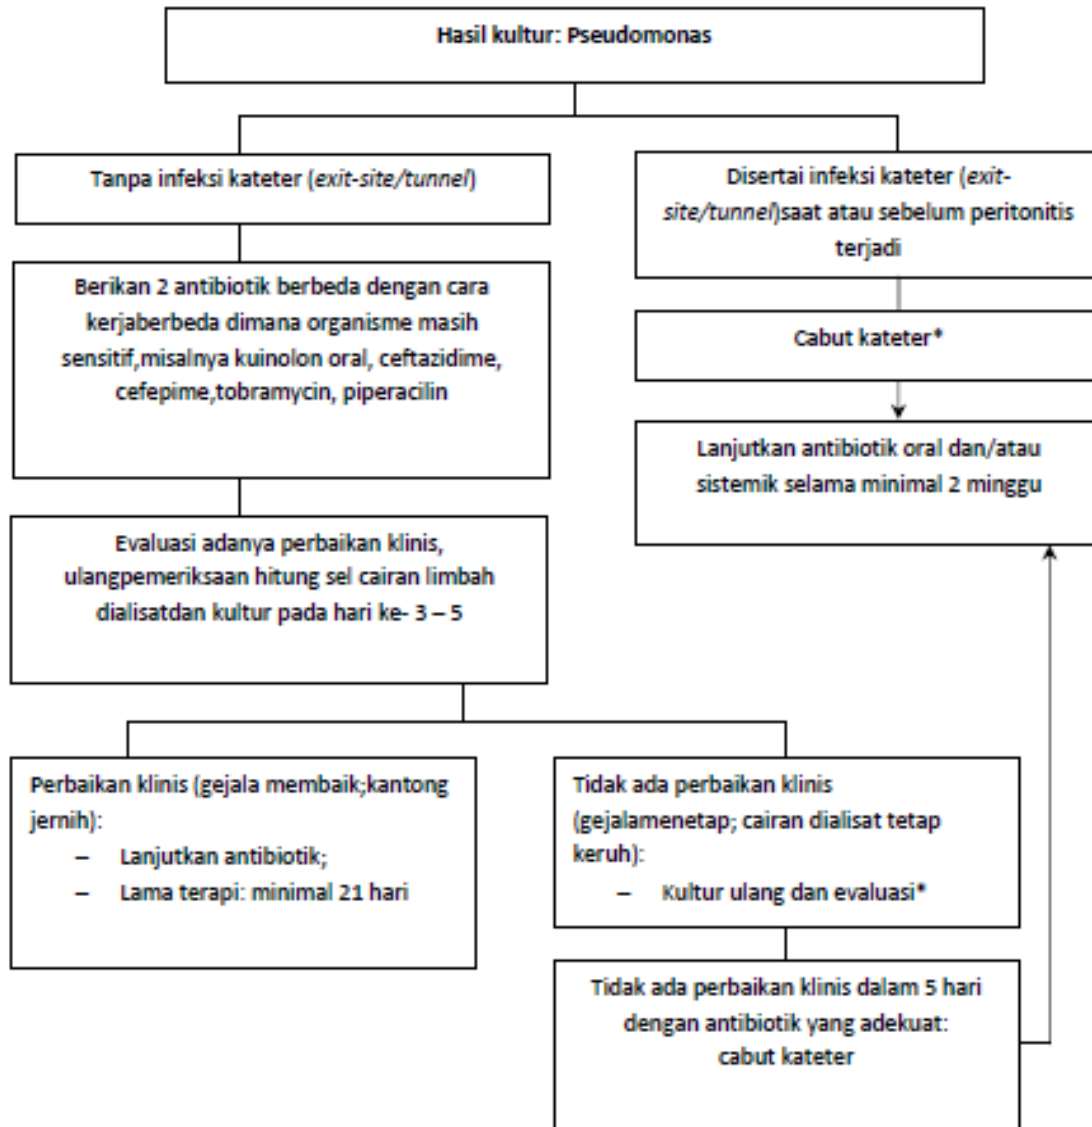 Hasil kultur: Pseudomonas
Tanpa infeksi kateter (exit-site/tunnel)
Berikan 2 antibiotik berbeda dengan cara
kerjaberbeda dimana organisme masih
sensitif,misalnya kuinolon oral, ceftazidime,
cefepime,tobramycin, piperacilin
Evaluasi adanya perbaikan klinis,
ulangpemeriksaan hitung sel cairan limbah
dialisatdan kultur pada hari ke- 3 – 5
Perbaikan klinis (gejala membaik;kantong
jernih):
– Lanjutkan antibiotik;
– Lama terapi: minimal 21 hari
Disertai infeksi kateter (exit-
site/tunnel)saat atau sebelum peritonitis
terjadi
Cabut kateter*
Lanjutkan antibiotik oral dan/atau
sistemik selama minimal 2 minggu
Tidak ada perbaikan klinis
(gejalamenetap; cairan dialisat tetap
keruh):
– Kultur ulang dan evaluasi*
Tidak ada perbaikan klinis dalam 5 hari
dengan antibiotik yang adekuat:
cabut kateter